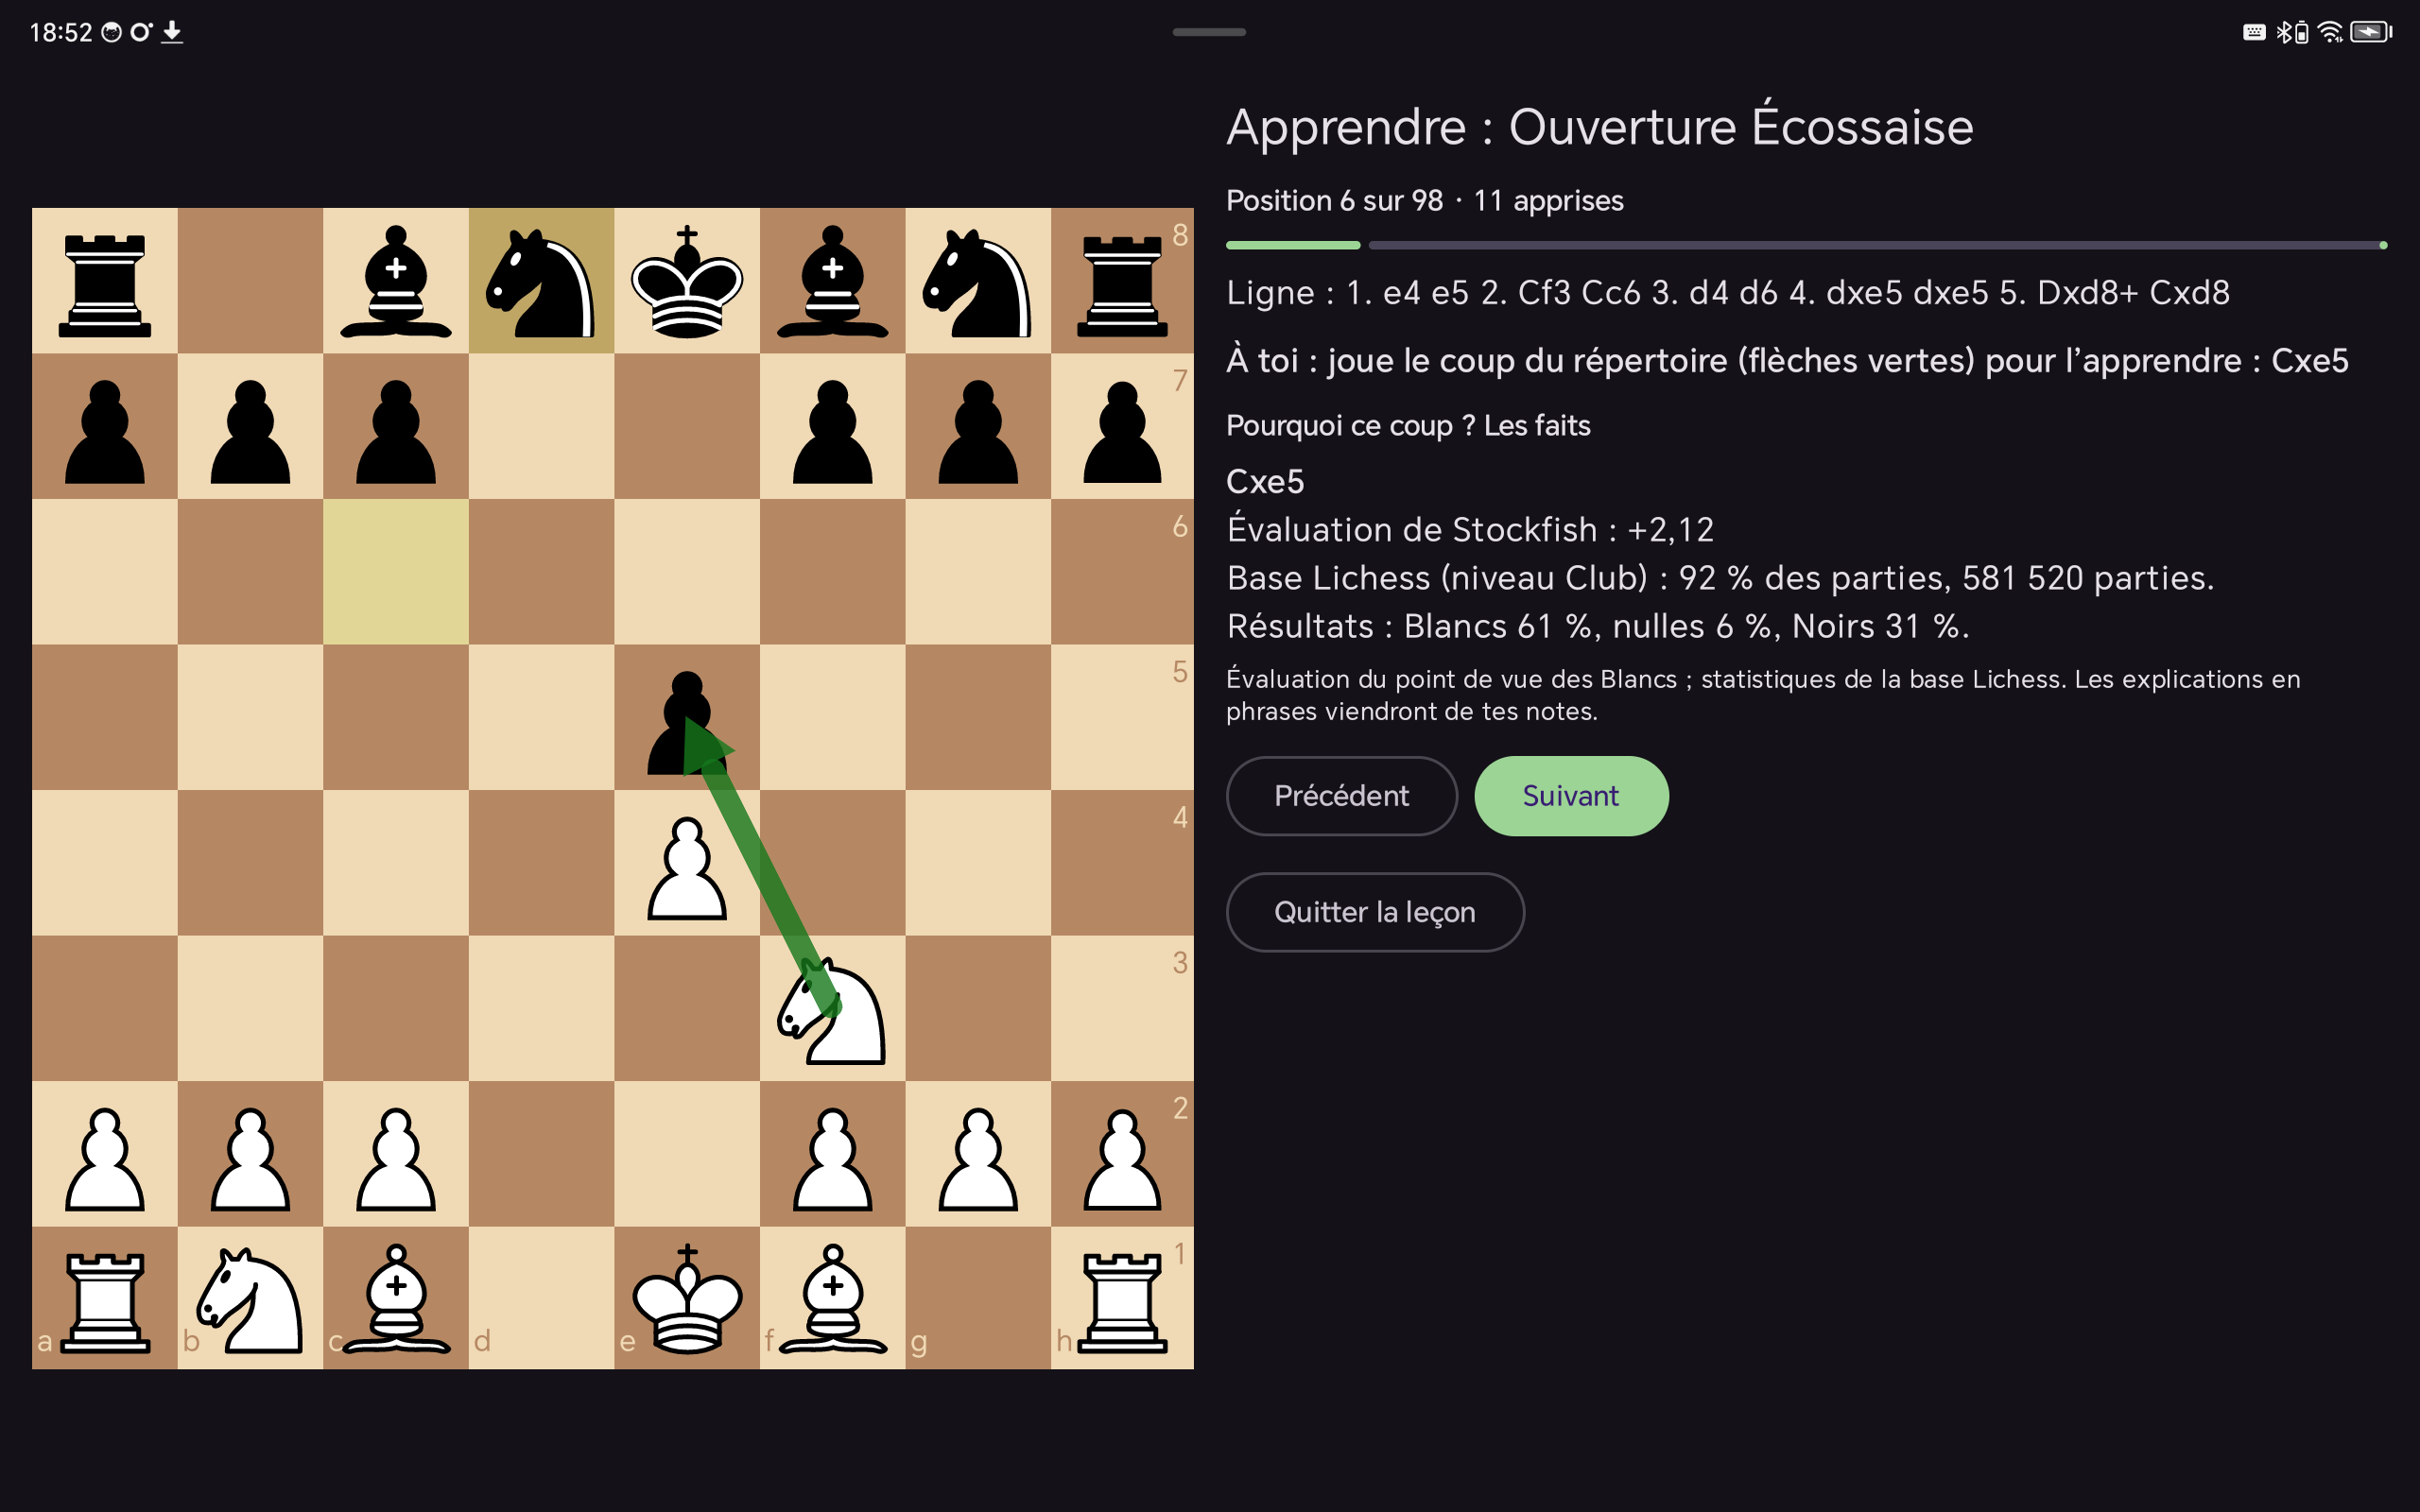 18:52
Apprendre : Ouverture Écossaise
Position 6 sur 98 · 11 apprises
Ligne : 1. e4 e5 2. Cf3 Cc6 3. d4 d6 4. dxe5 dxe5 5. Dxd8+ Cxd8
À toi : joue le coup du répertoire (flèches vertes) pour l’apprendre : Cxe5
Pourquoi ce coup ? Les faits
Cxe5
Évaluation de Stockfish : +2,12
Base Lichess (niveau Club) : 92 % des parties, 581 520 parties.
Résultats : Blancs 61 %, nulles 6 %, Noirs 31 %.
Évaluation du point de vue des Blancs ; statistiques de la base Lichess. Les explications en
phrases viendront de tes notes.
Précédent Suivant
Quitter la leçon
8
7
6
5
4
3
2
1
a b c d e f g h